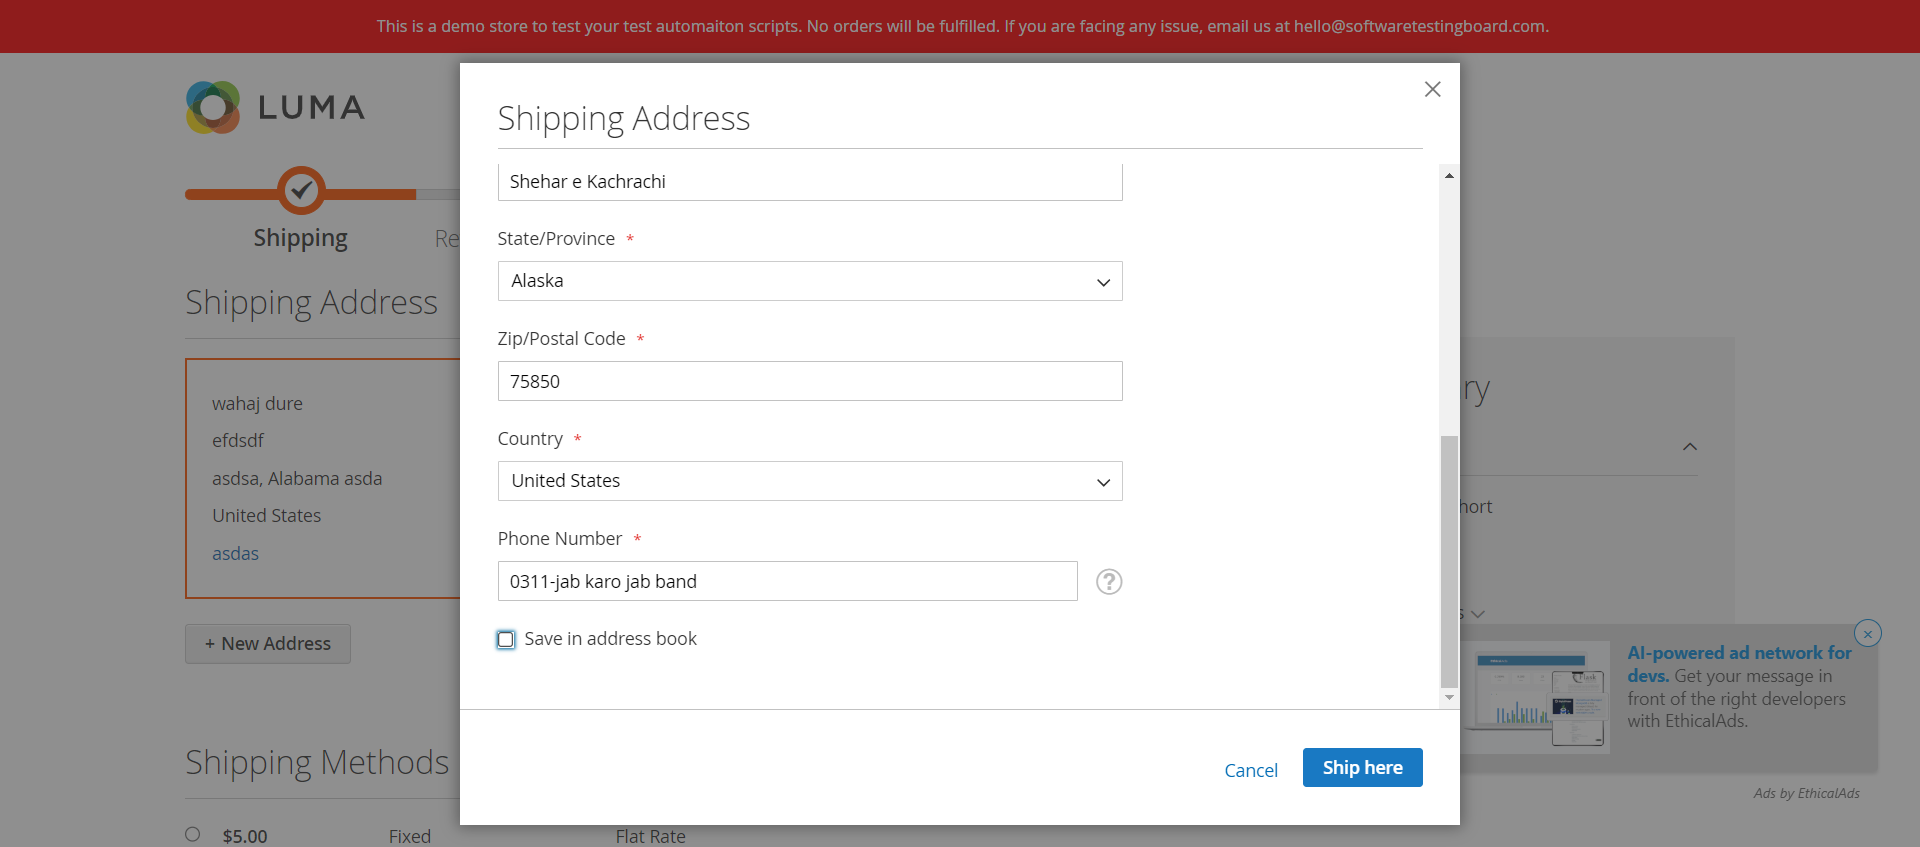 This is a demo store to test your test automaiton scripts. No orders will be fulfilled. If you are facing any issue, email us at hello@softwaretestingboard.com.
LUMA
Shipping
Re
Shipping Address
wahaj dure
efdsdf
asdsa, Alabama asda
United States
asdas
+ New Address
Shipping Methods
$5.00 Fixed Flat Rate
Shipping Address
Shehar e Kachrachi
State/Province *
Alaska
Zip/Postal Code *
75850
Country *
United States
Phone Number *
0311-jab karo jab band
Save in address book
Cancel
Ship here
ry
hort
s
AI-powered ad network for
devs. Get your message in
front of the right developers
with EthicalAds.
Ads by EthicalAds